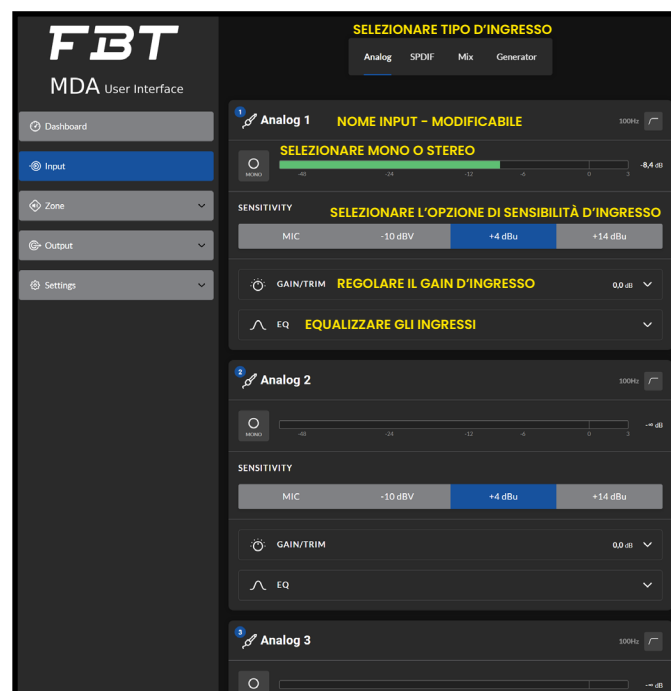 FBT
MDA User Interface
Dashboard
Input
Zone
Output
Settings
SELEZIONARE TIPO D'INGRESSO
Analog SPDIF Mix Generator
1 Analog 1 NOME INPUT - MODIFICABILE 100Hz
SELEZIONARE MONO O STEREO
MONO -48 -24 -12 -6 0 3 -8,4 dB
SENSITIVITY SELEZIONARE L'OPZIONE DI SENSIBILITÀ D'INGRESSO
MIC -10 dBV +4 dBu +14 dBu
GAIN/TRIM REGOLARE IL GAIN D'INGRESSO 0,0 dB
EQ EQUALIZZARE GLI INGRESSI
2 Analog 2 100Hz
MONO -48 -24 -12 -6 0 3 -∞ dB
SENSITIVITY
MIC -10 dBV +4 dBu +14 dBu
GAIN/TRIM 0,0 dB
EQ
3 Analog 3 100Hz
-∞ dB